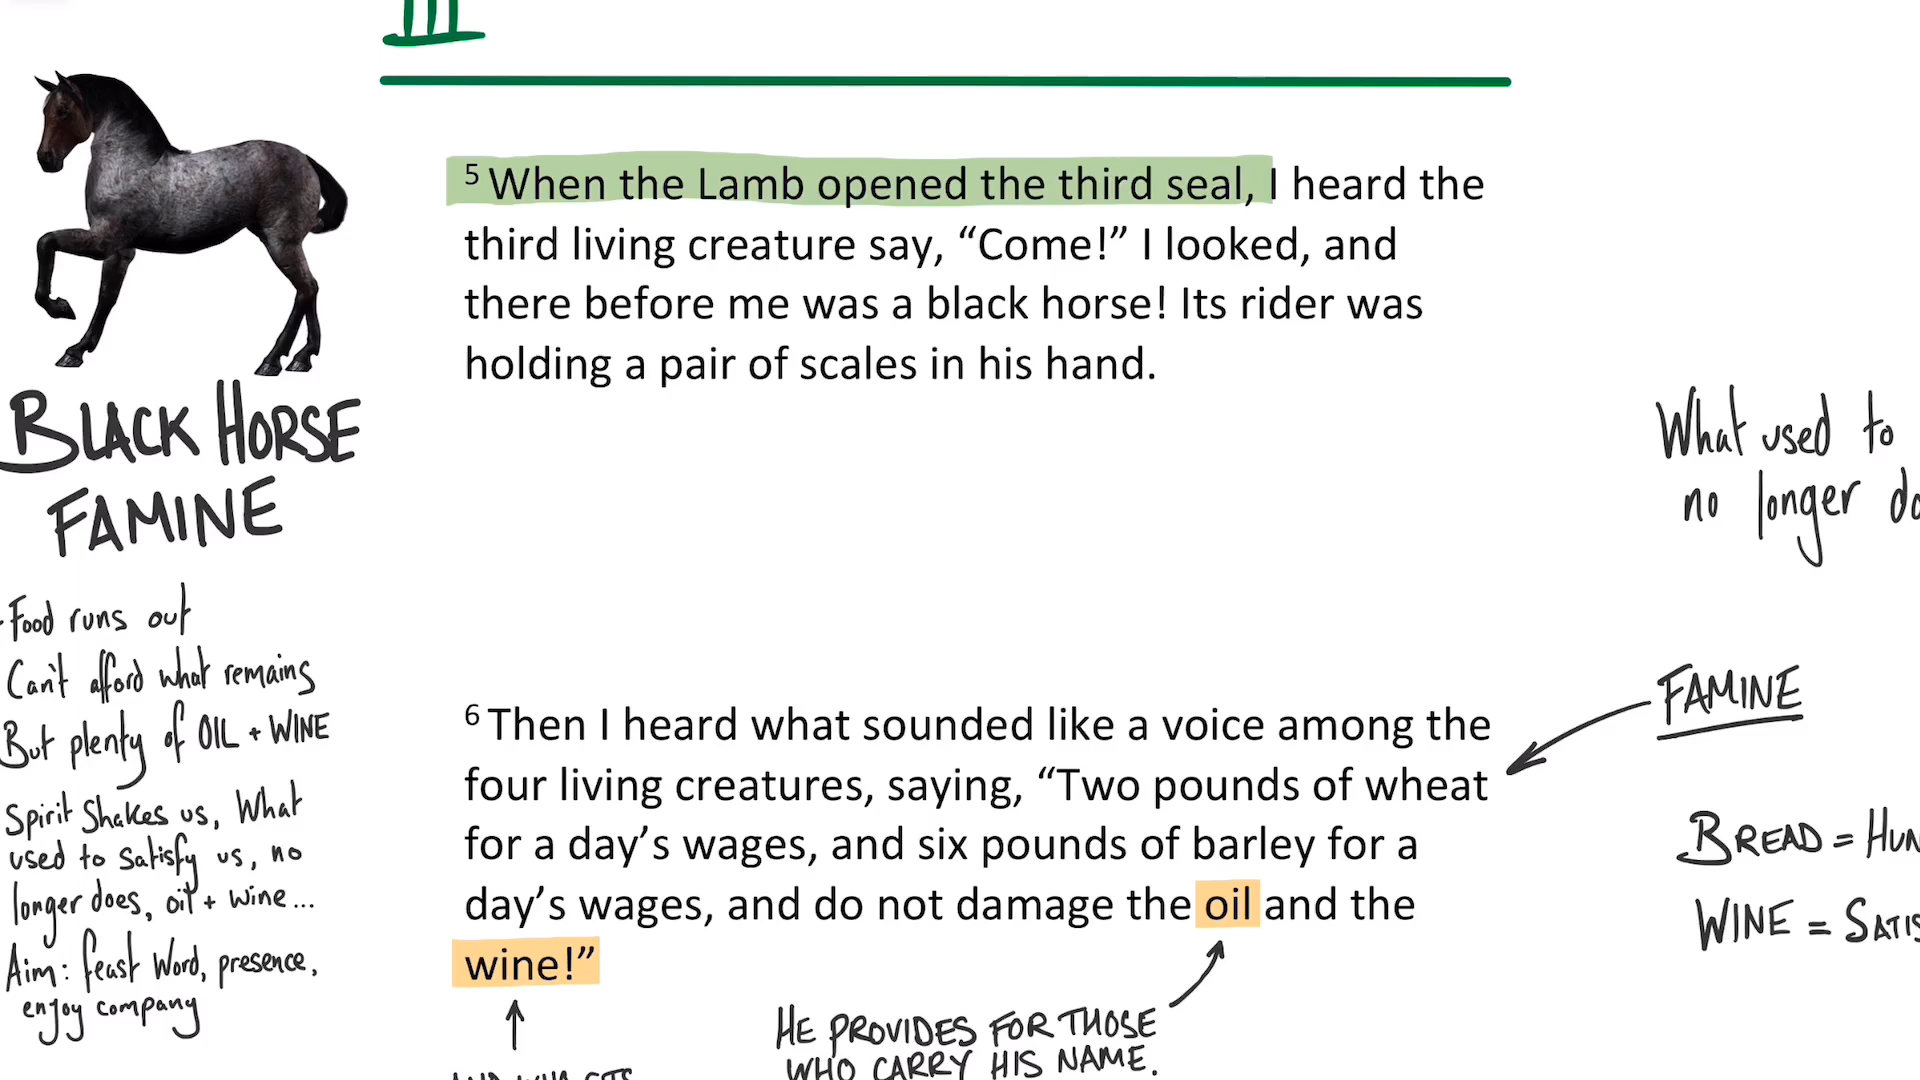 III
5 When the Lamb opened the third seal, I heard the
third living creature say, “Come!” I looked, and
there before me was a black horse! Its rider was
holding a pair of scales in his hand.
BLACK HORSE
FAMINE
Food runs out
Can't afford what remains
But plenty of OIL + WINE
Spirit Shakes us, What
used to satisfy us, no
longer does, oil + wine...
Aim: feast Word, presence,
enjoy company
6 Then I heard what sounded like a voice among the
four living creatures, saying, “Two pounds of wheat
for a day’s wages, and six pounds of barley for a
day’s wages, and do not damage the oil and the
wine!”
HE PROVIDES FOR THOSE
WHO CARRY HIS NAME.
What used to
no longer
FAMINE
BREAD =
WINE =